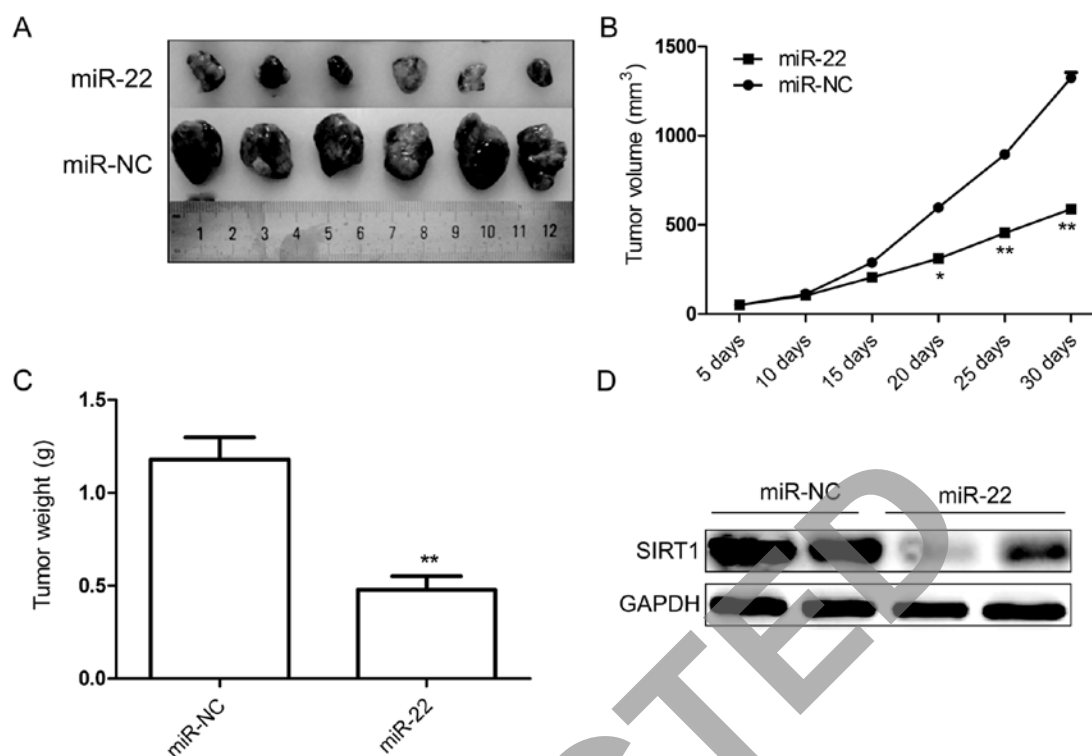 A
miR-22
miR-NC
1 2 3 4 5 6 7 8 9 10 11 12
B
Tumor volume (mm³)
1500
1000
500
0
miR-22
miR-NC
*
**
**
5 days
10 days
15 days
20 days
25 days
30 days
C
Tumor weight (g)
1.5
1.0
0.5
0.0
**
miR-NC
miR-22
D
miR-NC miR-22
SIRT1
GAPDH
STED